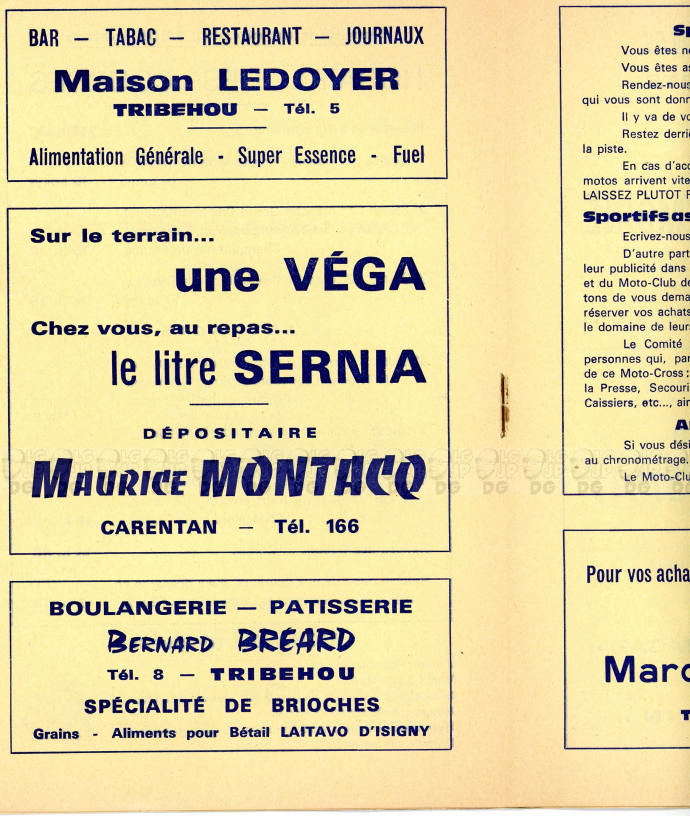 BAR — TABAC — RESTAURANT — JOURNAUX
Maison LEDOYER
TRIBEHOU — Tél. 5
Alimentation Générale - Super Essence - Fuel
Sur le terrain...
une VÉGA
Chez vous, au repas...
le litre SERNIA
DÉPOSITAIRE
MAURICE MONTACQ
CARENTAN — Tél. 166
BOULANGERIE — PATISSERIE
BERNARD BRÉARD
Tél. 8 — TRIBEHOU
SPÉCIALITÉ DE BRIOCHES
Grains - Aliments pour Bétail LAITAVO D'ISIGNY
Vous êtes
Vous êtes
Rendez-nous
qui vous sont
Il y va de
Restez
la piste.
En cas
motos arrivent vite
LAISSEZ PLUTOT
Sportifs
Ecrivez-nous
D'autre part
leur publicité dans
et du Moto-Club
tons de vous
réserver vos achats
le domaine de
Le Comité
personnes qui,
de ce Moto-Cross :
la Presse,
Caissiers, etc...,
Si vous
au chronométrage.
Le
Pour vos